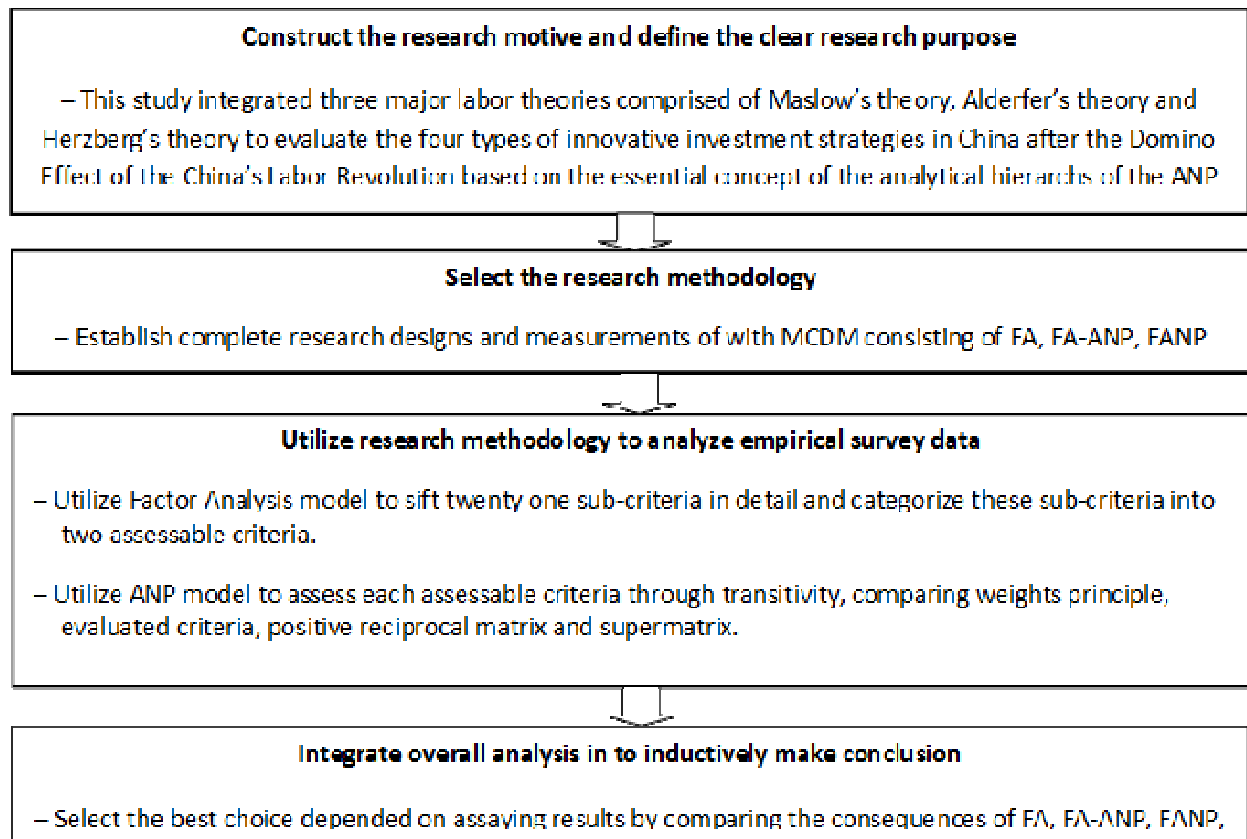 Construct the research motive and define the clear research purpose
– This study integrated three major labor theories comprised of Maslow's theory, Alderfer's theory and
Herzberg's theory to evaluate the four types of innovative investment strategies in China after the Domino
Effect of the China's Labor Revolution based on the essential concept of the analytical hierarchs of the ANP
Select the research methodology
– Establish complete research designs and measurements of with MCDM consisting of FA, FA-ANP, FANP
Utilize research methodology to analyze empirical survey data
– Utilize Factor Analysis model to sift twenty one sub-criteria in detail and categorize these sub-criteria into
two assessable criteria.
– Utilize ANP model to assess each assessable criteria through transitivity, comparing weights principle,
evaluated criteria, positive reciprocal matrix and supermatrix.
Integrate overall analysis in to inductively make conclusion
– Select the best choice depended on assaying results by comparing the consequences of FA, FA-ANP, FANP,